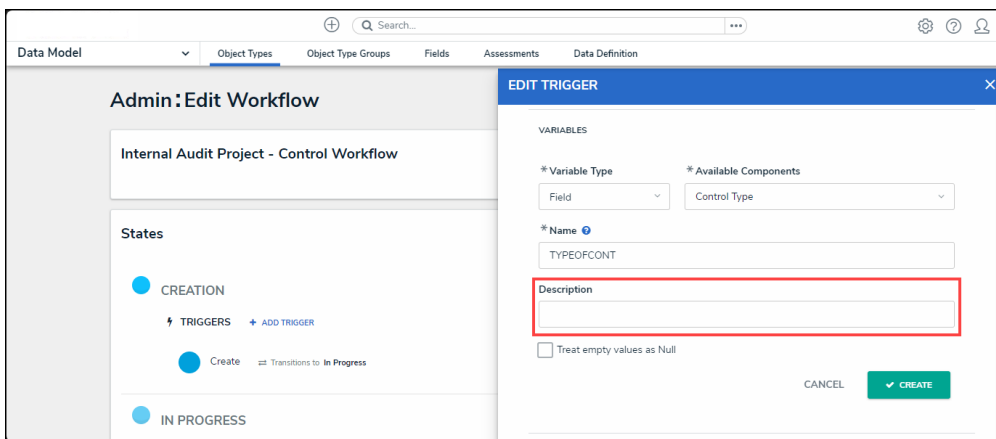 Search...
Data Model
Object Types
Object Type Groups
Fields
Assessments
Data Definition
Admin:Edit Workflow
Internal Audit Project - Control Workflow
States
CREATION
TRIGGERS + ADD TRIGGER
Create Transitions to In Progress
IN PROGRESS
EDIT TRIGGER
VARIABLES
*Variable Type
*Available Components
Field
Control Type
*Name
TYPEOFCONT
Description
Treat empty values as Null
CANCEL
CREATE